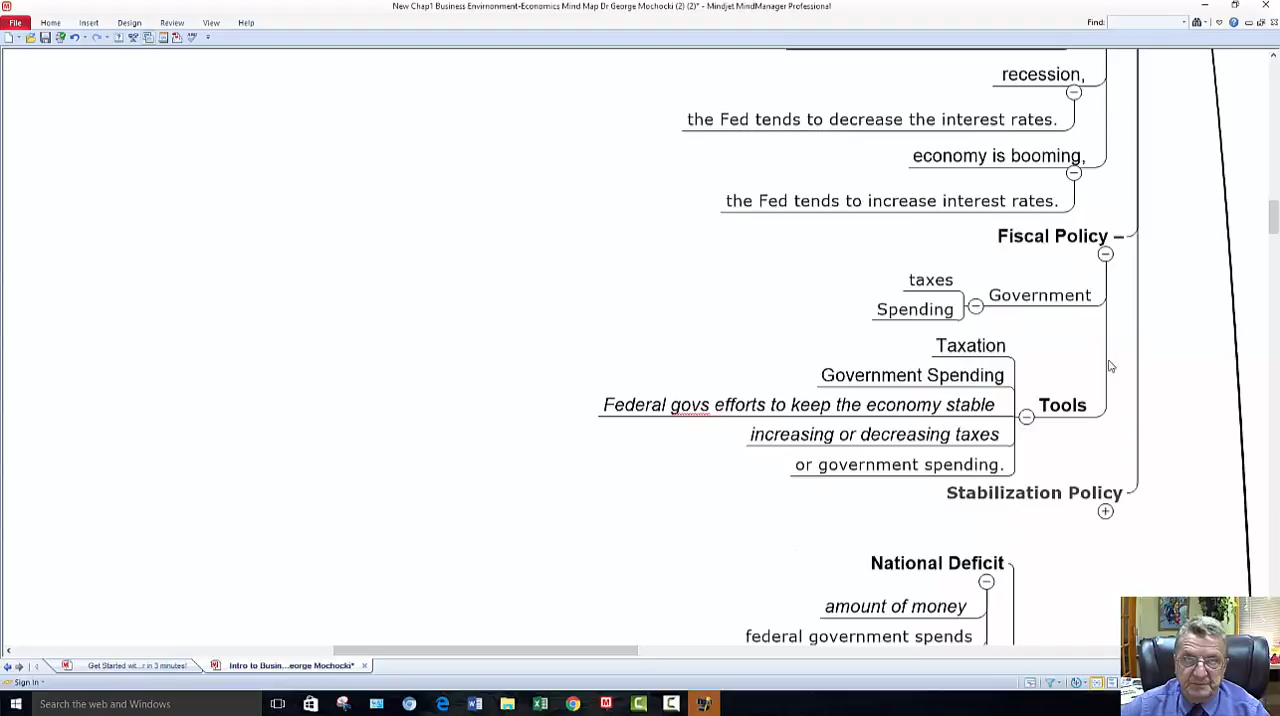 New Chap1 Business Envirnonment-Economics Mind Map Dr George Mochocki (2) (2)* - Mindjet MindManager Professional
File Home Insert Design Review View Help Find:
recession,
the Fed tends to decrease the interest rates.
economy is booming,
the Fed tends to increase interest rates.
Fiscal Policy –
taxes
Government
Spending
Taxation
Government Spending
Federal govs efforts to keep the economy stable
Tools
increasing or decreasing taxes
or government spending.
Stabilization Policy
National Deficit
amount of money
federal government spends
Get Started wit...r in 3 minutes! Intro to Busin...eorge Mochocki*
Sign In
Search the web and Windows